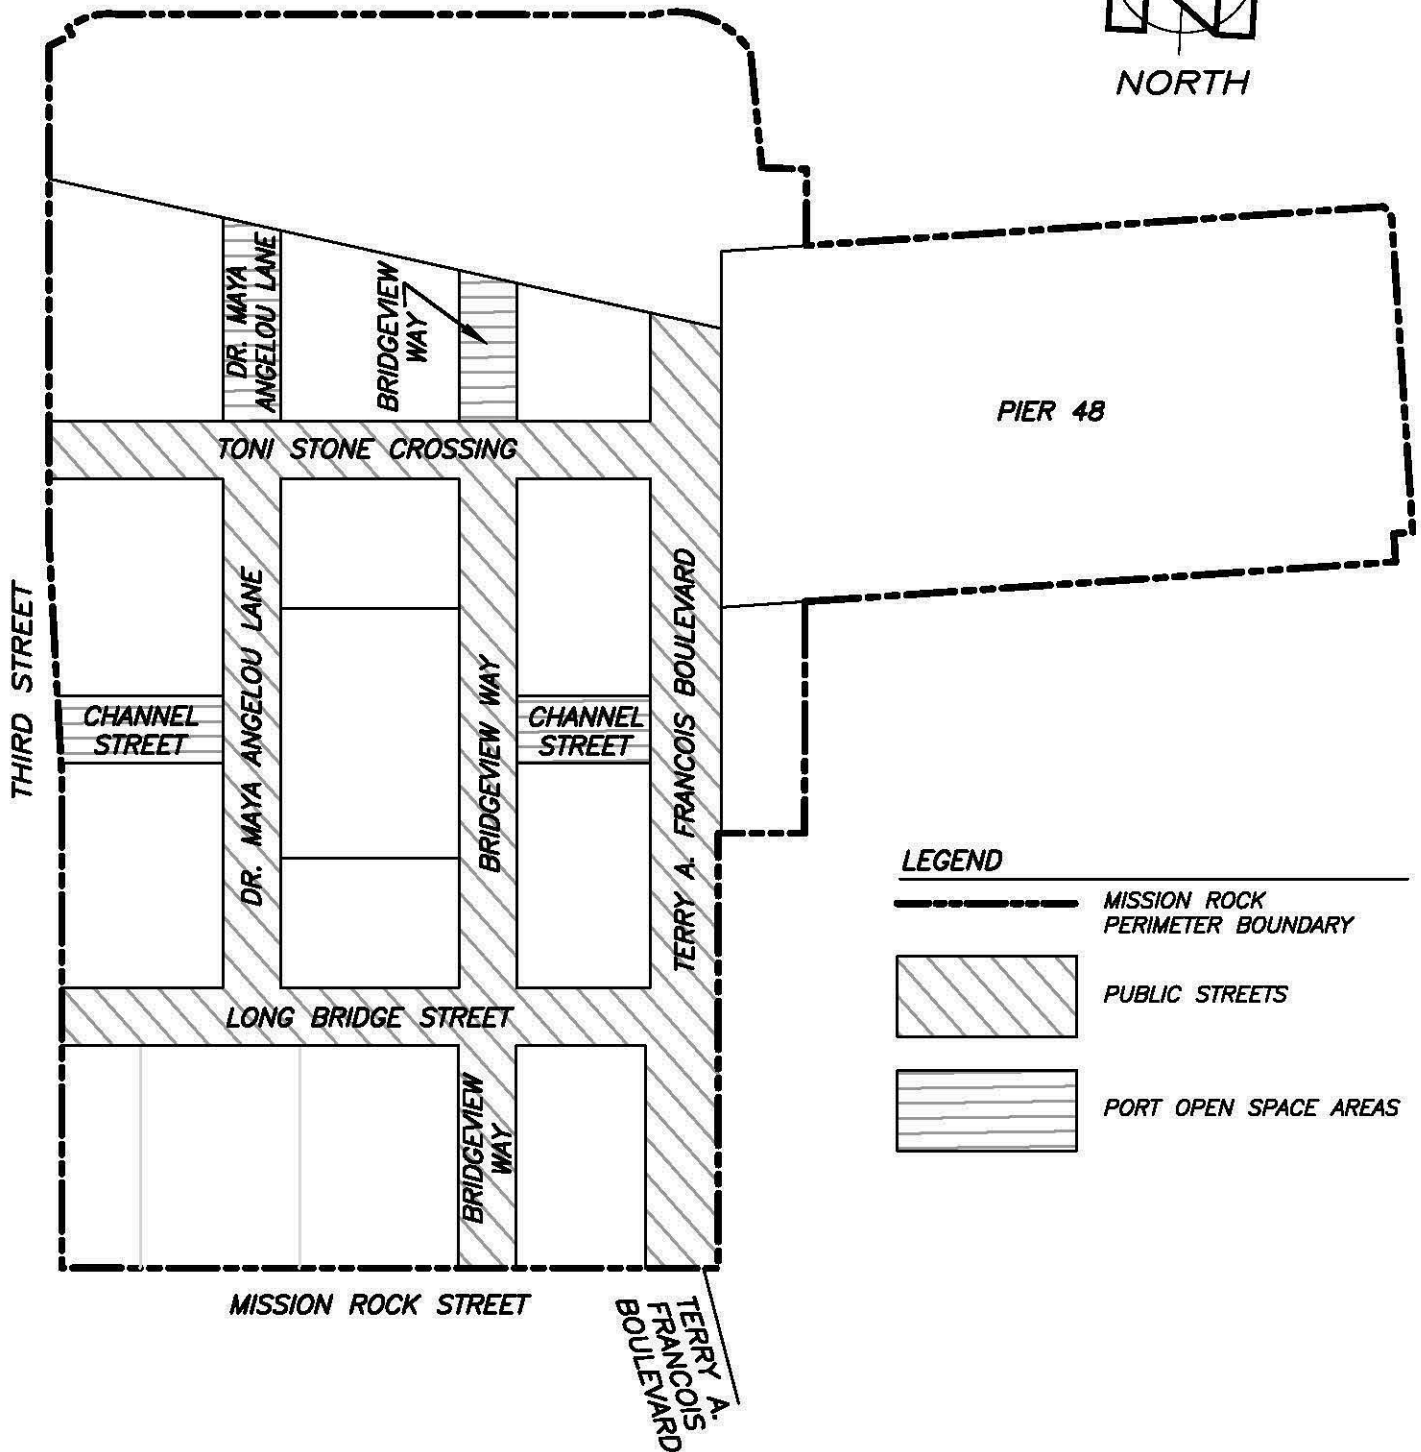 NORTH
DR. MAYA
ANGELOU LANE
BRIDGEVIEW
WAY
PIER 48
TONI STONE CROSSING
THIRD STREET
CHANNEL
STREET
DR. MAYA ANGELOU LANE
BRIDGEVIEW WAY
CHANNEL
STREET
TERRY A. FRANCOIS BOULEVARD
LEGEND
MISSION ROCK
PERIMETER BOUNDARY
PUBLIC STREETS
PORT OPEN SPACE AREAS
LONG BRIDGE STREET
BRIDGEVIEW
WAY
MISSION ROCK STREET
TERRY A.
FRANCOIS
BOULEVARD